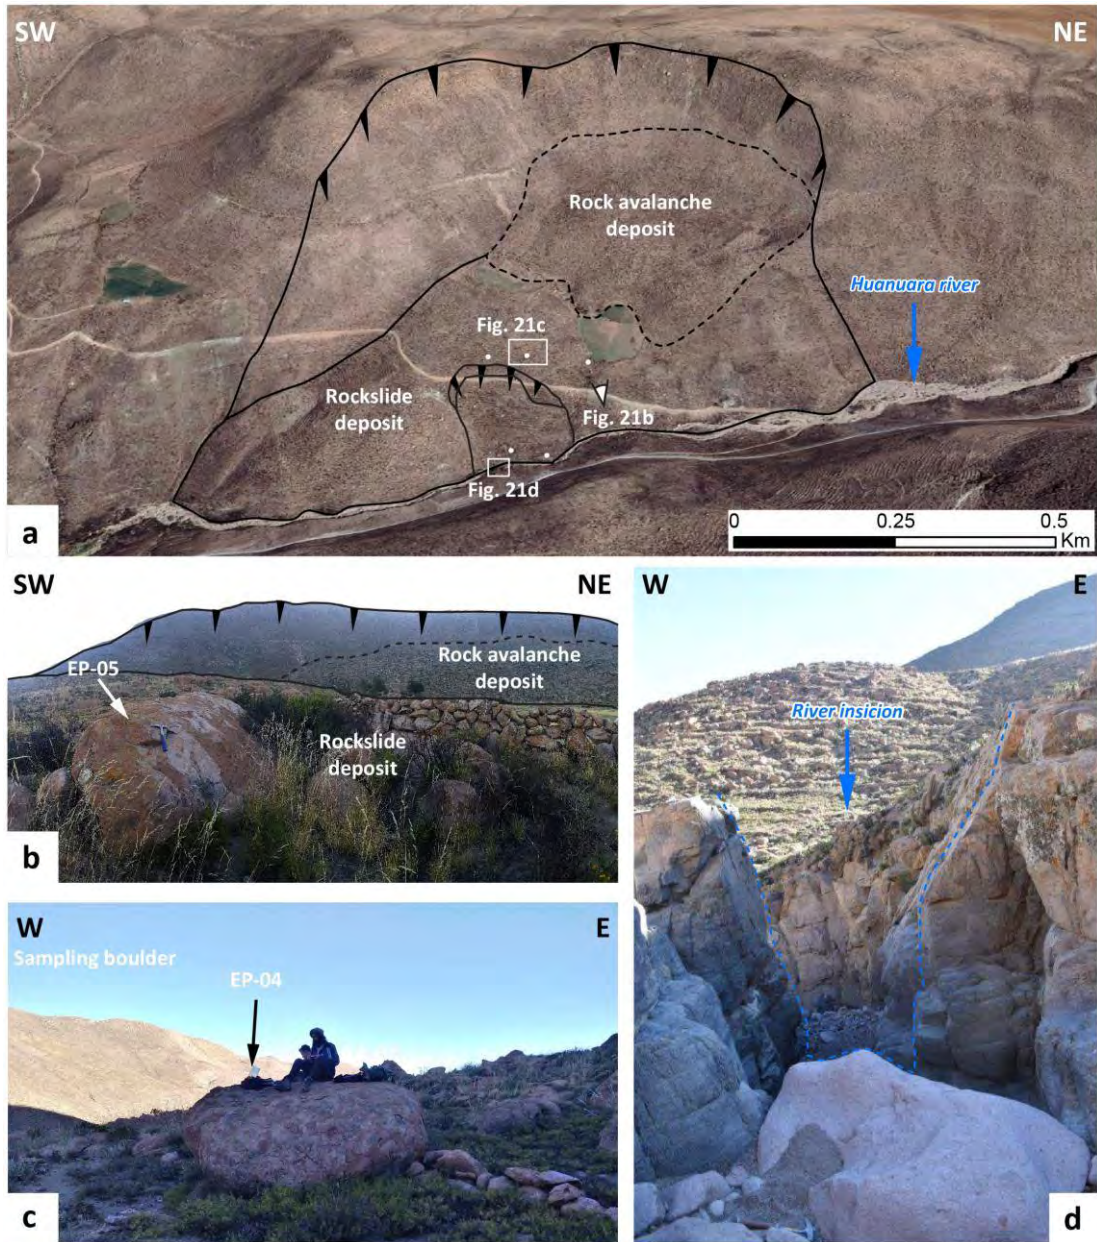 SW
NE
Rock avalanche
deposit
Huanuara river
Fig. 21c
Rockslide
deposit
Fig. 21b
Fig. 21d
a
0
0.25
0.5
Km
SW
NE
EP-05
Rock avalanche
deposit
Rockslide
deposit
b
W
E
Sampling boulder
EP-04
c
W
E
River insicion
d